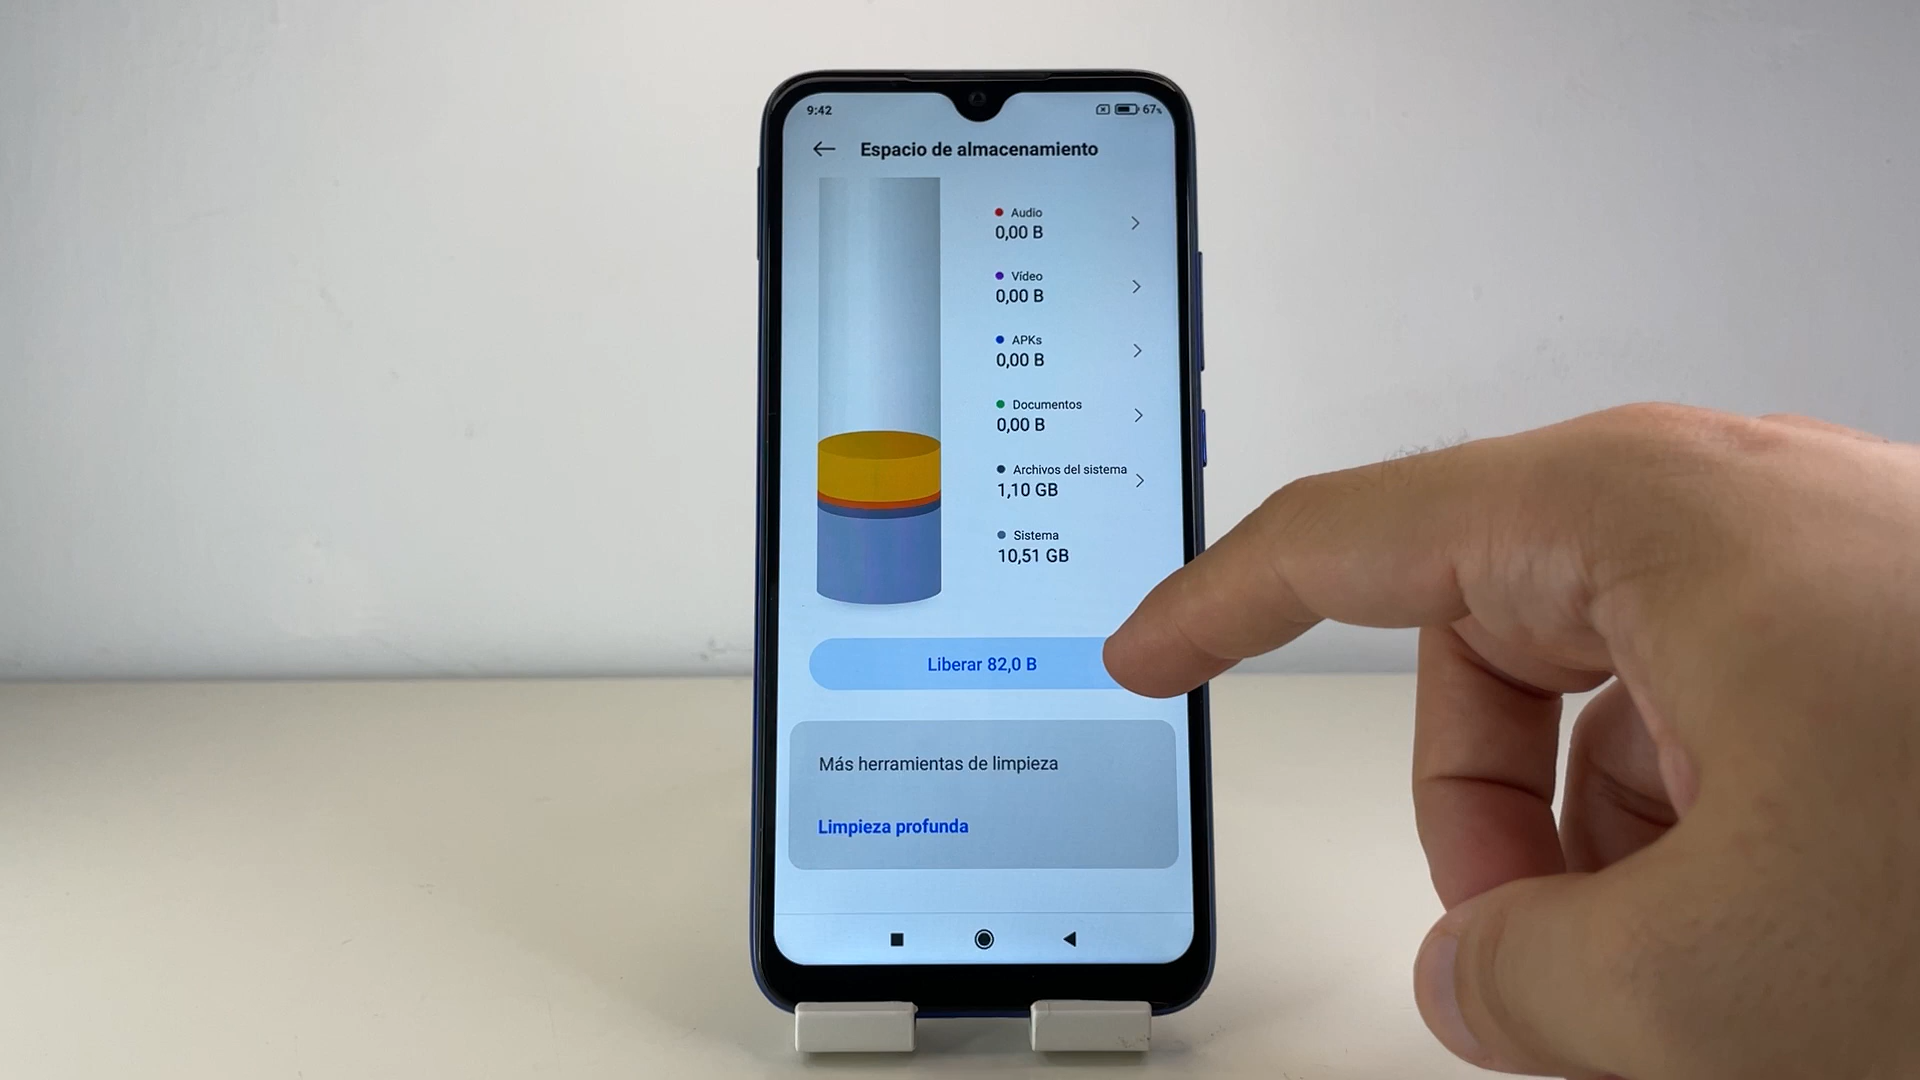 9:42
67%
Espacio de almacenamiento
Audio
0,00 B
Vídeo
0,00 B
APKs
0,00 B
Documentos
0,00 B
Archivos del sistema
1,10 GB
Sistema
10,51 GB
Liberar 82,0 B
Más herramientas de limpieza
Limpieza profunda